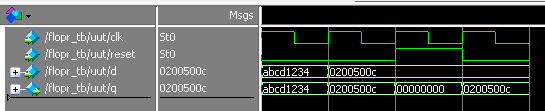 Msgs
/flopr_tb/uut/clk St0
/flopr_tb/uut/reset St0
/flopr_tb/uut/d 0200500c abcd1234 0200500c
/flopr_tb/uut/q 0200500c abcd1234 0200500c 00000000 0200500c